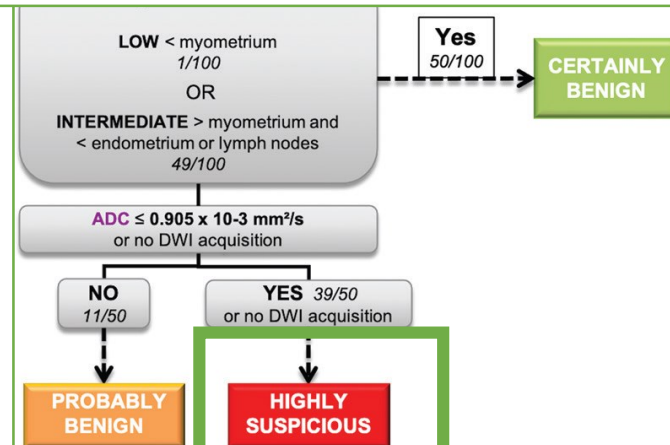 LOW < myometrium
1/100
OR
INTERMEDIATE > myometrium and
< endometrium or lymph nodes
49/100
Yes
50/100
CERTAINLY
BENIGN
ADC ≤ 0.905 x 10-3 mm²/s
or no DWI acquisition
NO
11/50
YES 39/50
or no DWI acquisition
PROBABLY
BENIGN
HIGHLY
SUSPICIOUS